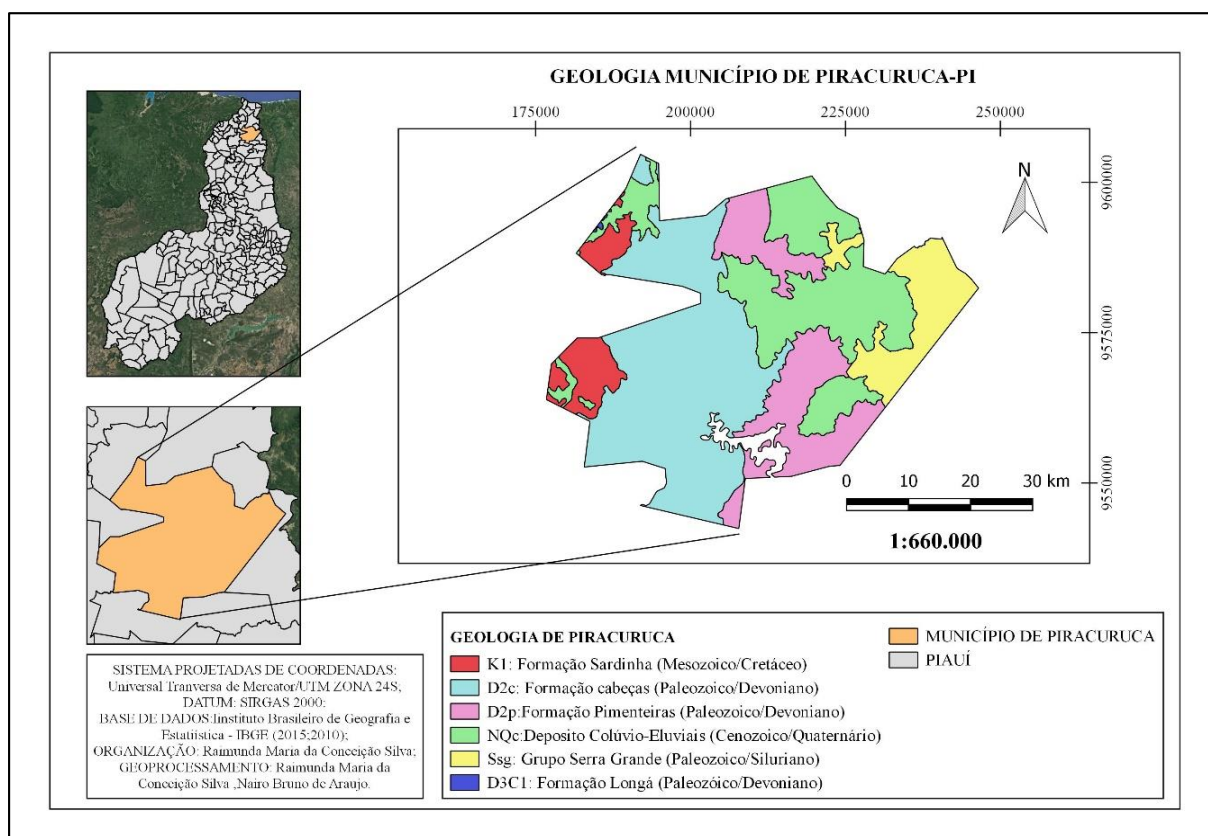 GEOLOGIA MUNICÍPIO DE PIRACURUCA-PI
175000 200000 225000 250000
N
9600000
9575000
9550000
0 10 20 30 km
1:660.000
GEOLOGIA DE PIRACURUCA
K1: Formação Sardinha (Mesozoico/Cretáceo)
D2c: Formação cabeças (Paleozoico/Devoniano)
D2p:Formação Pimenteiras (Paleozoico/Devoniano)
NQc:Deposito Colúvio-Eluviais (Cenozoico/Quaternário)
Ssg: Grupo Serra Grande (Paleozoico/Siluriano)
D3C1: Formação Longá (Paleozóico/Devoniano)
MUNICÍPIO DE PIRACURUCA
PIAUÍ
SISTEMA PROJETADAS DE COORDENADAS:
Universal Tranversa de Mercator/UTM ZONA 24S;
DATUM: SIRGAS 2000;
BASE DE DADOS:Iinstituto Brasileiro de Geografia e
Estatiística - IBGE (2015;2010);
ORGANIZAÇÃO: Raimunda Maria da Conceição Silva;
GEOPROCESSAMENTO: Raimunda Maria da
Conceição Silva ,Nairo Bruno de Araujo.